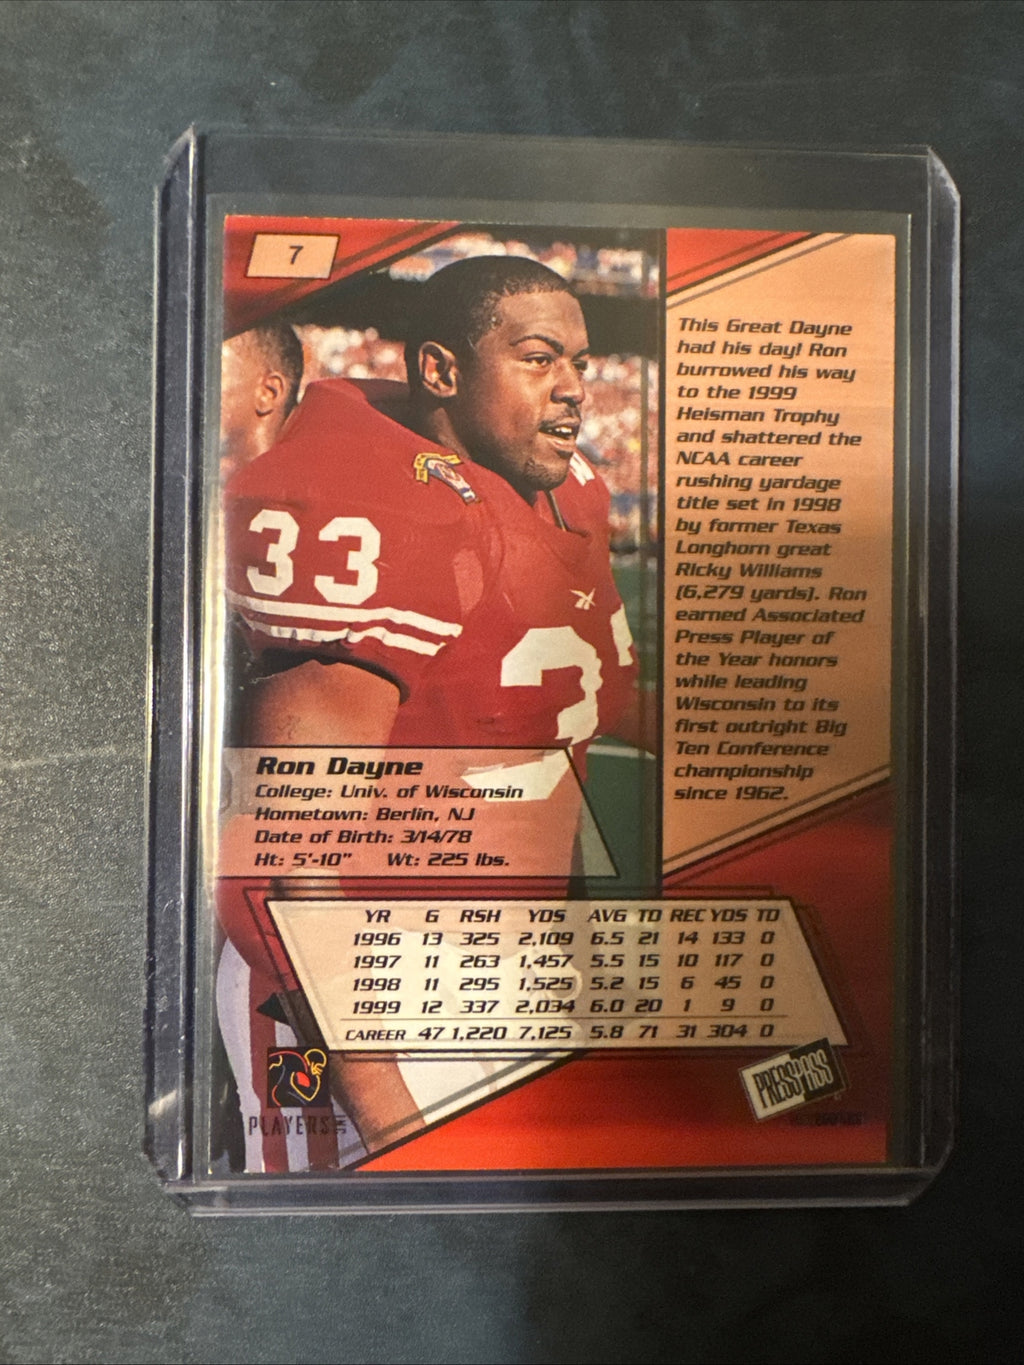 7
This Great Dayne
had his day! Ron
burrowed his way
to the 1999
Heisman Trophy
and shattered the
NCAA career
rushing yardage
title set in 1998
by former Texas
Longhorn great
Ricky Williams
(6,279 yards). Ron
earned Associated
Press Player of
the Year honors
while leading
Wisconsin to its
first outright Big
Ten Conference
championship
since 1962.
33
3
Ron Dayne
College: Univ. of Wisconsin
Hometown: Berlin, NJ
Date of Birth: 3/14/78
Ht: 5'-10" Wt: 225 lbs.
YR G RSH YDS AVG TD REC YDS TD
1996 13 325 2,109 6.5 21 14 133 0
1997 11 263 1,457 5.5 15 10 117 0
1998 11 295 1,525 5.2 15 6 45 0
1999 12 337 2,034 6.0 20 1 9 0
CAREER 47 1,220 7,125 5.8 71 31 304 0
PLAYERS INC
PRESS PASS